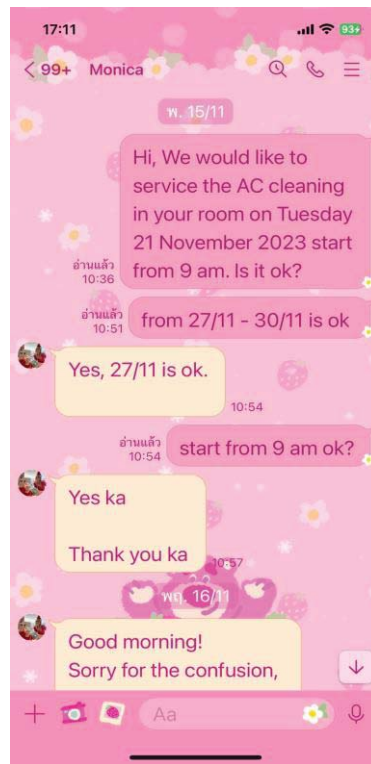 17:11
93
99+ Monica
พ. 15/11
Hi, We would like to
service the AC cleaning
in your room on Tuesday
21 November 2023 start
from 9 am. Is it ok?
อ่านแล้ว
10:36
from 27/11 - 30/11 is ok
อ่านแล้ว
10:51
Yes, 27/11 is ok.
10:54
start from 9 am ok?
อ่านแล้ว
10:54
Yes ka
Thank you ka
10:57
พฤ. 16/11
Good morning!
Sorry for the confusion,
Aa